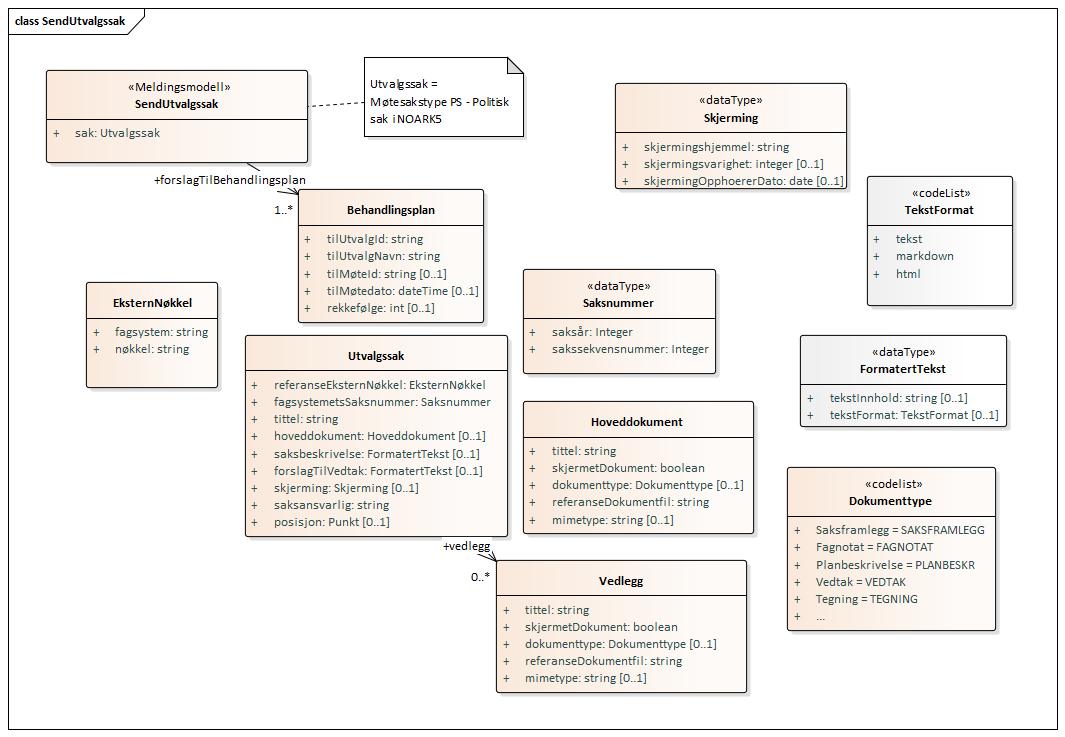 class SendUtvalgssak
«Meldingsmodell»
SendUtvalgssak
+ sak: Utvalgssak
Utvalgssak =
Møtesakstype PS - Politisk
sak i NOARK5
+forslagTilBehandlingsplan
1..*
Behandlingsplan
+ tilUtvalgId: string
+ tilUtvalgNavn: string
+ tilMøteId: string [0..1]
+ tilMøtedato: dateTime [0..1]
+ rekkefølge: int [0..1]
«dataType»
Skjerming
+ skjermingshjemmel: string
+ skjermingsvarighet: integer [0..1]
+ skjermingOpphoererDato: date [0..1]
«codeList»
TekstFormat
+ tekst
+ markdown
+ html
EksternNøkkel
+ fagsystem: string
+ nøkkel: string
«dataType»
Saksnummer
+ saksår: Integer
+ sakssekvensnummer: Integer
Utvalgssak
+ referanseEksternNøkkel: EksternNøkkel
+ fagsystemetsSaksnummer: Saksnummer
+ tittel: string
+ hoveddokument: Hoveddokument [0..1]
+ saksbeskrivelse: FormatertTekst [0..1]
+ forslagTilVedtak: FormatertTekst [0..1]
+ skjerming: Skjerming [0..1]
+ saksansvarlig: string
+ posisjon: Punkt [0..1]
«dataType»
FormatertTekst
+ tekstInnhold: string [0..1]
+ tekstFormat: TekstFormat [0..1]
Hoveddokument
+ tittel: string
+ skjermetDokument: boolean
+ dokumenttype: Dokumenttype [0..1]
+ referanseDokumentfil: string
+ mimetype: string [0..1]
«codelist»
Dokumenttype
+ Saksframlegg = SAKSFRAMLEGG
+ Fagnotat = FAGNOTAT
+ Planbeskrivelse = PLANBESKR
+ Vedtak = VEDTAK
+ Tegning = TEGNING
+ ...
+vedlegg
0..*
Vedlegg
+ tittel: string
+ skjermetDokument: boolean
+ dokumenttype: Dokumenttype [0..1]
+ referanseDokumentfil: string
+ mimetype: string [0..1]